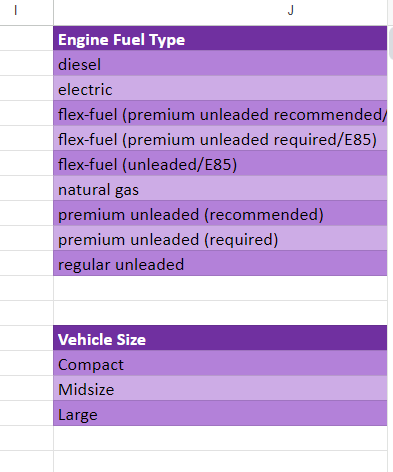 I
J
Engine Fuel Type
diesel
electric
flex-fuel (premium unleaded recommended/
flex-fuel (premium unleaded required/E85)
flex-fuel (unleaded/E85)
natural gas
premium unleaded (recommended)
premium unleaded (required)
regular unleaded
Vehicle Size
Compact
Midsize
Large